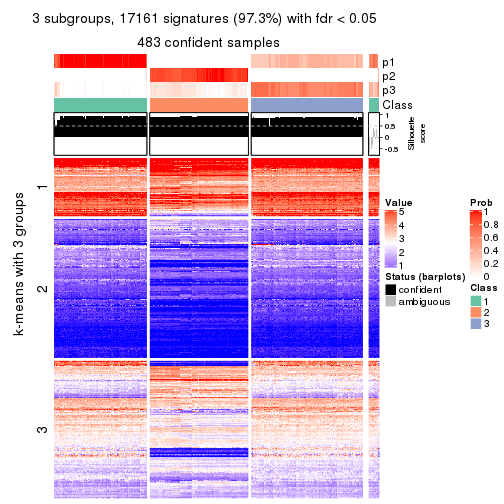 3 subgroups, 17161 signatures (97.3%) with fdr < 0.05
483 confident samples
p1
p2
p3
Class
1
0.5
0
-0.5
Silhouette
score
k-means with 3 groups
1
2
3
Value
5
4
3
2
1
Status (barplots)
confident
ambiguous
Prob
1
0.8
0.6
0.4
0.2
0
Class
1
2
3